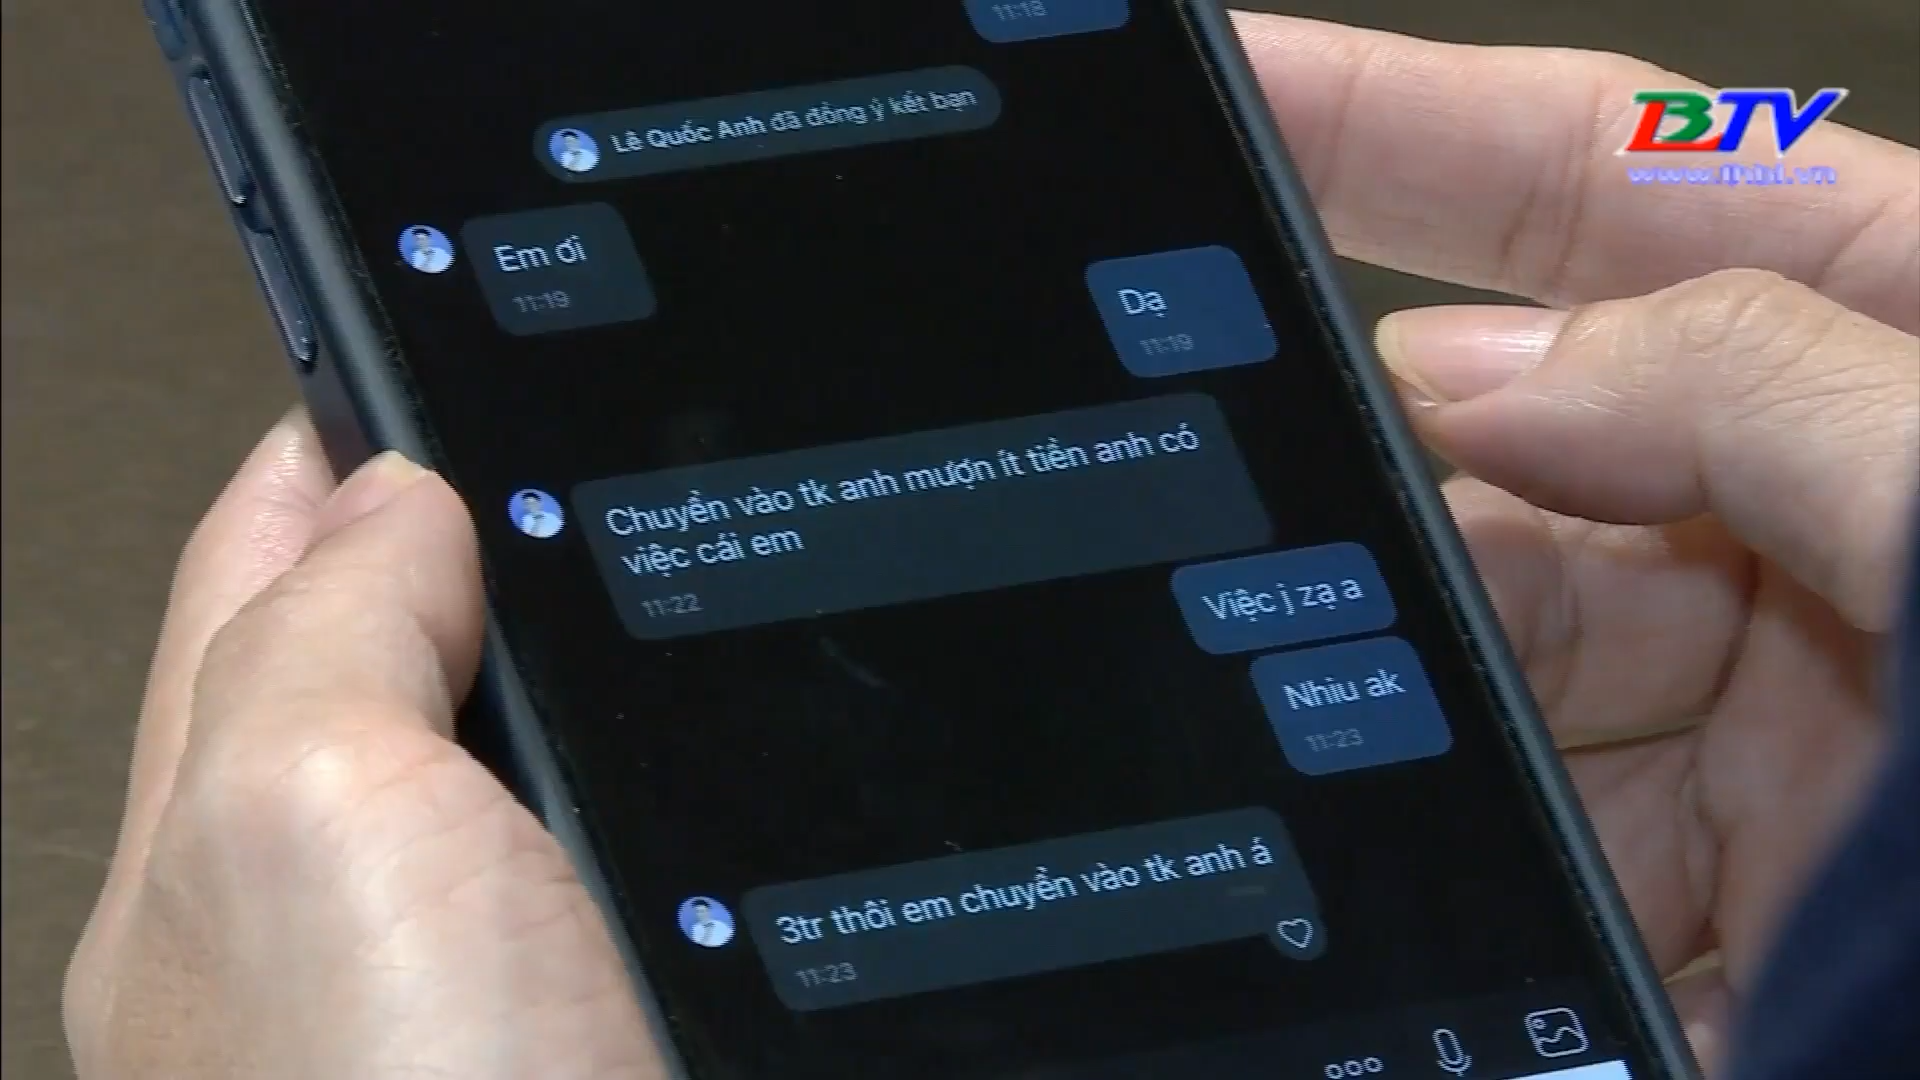 11:18
BTV
Lê Quốc Anh đã đồng ý kết bạn
Em ơi
11:19
Dạ
11:19
Chuyển vào tk anh mượn ít tiền anh có
việc cái em
11:22
Việc j zạ a
Nhiu ak
11:23
3tr thôi em chuyển vào tk anh á
11:23